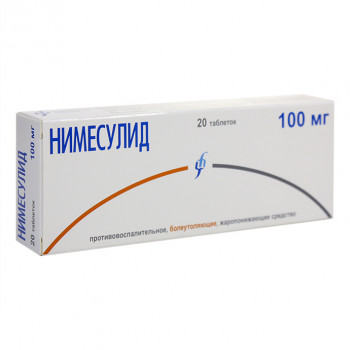 НИМЕСУЛИД
20 таблеток
100 мг
противовоспалительное, болеутоляющее, жаропонижающее средство
НИМЕСУЛИД
100 мг
20 таблеток